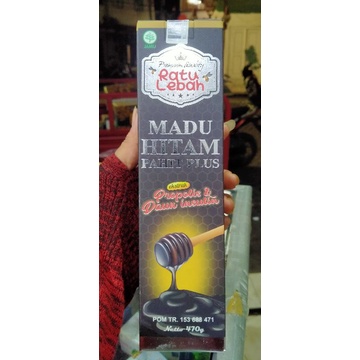 Premium Quality
Ratu
Lebah
MADU
HITAM
PAHIT PLUS
ekstrak
Propolis &
Daun Insulin
POM TR. 153 688 471
Netto 470g